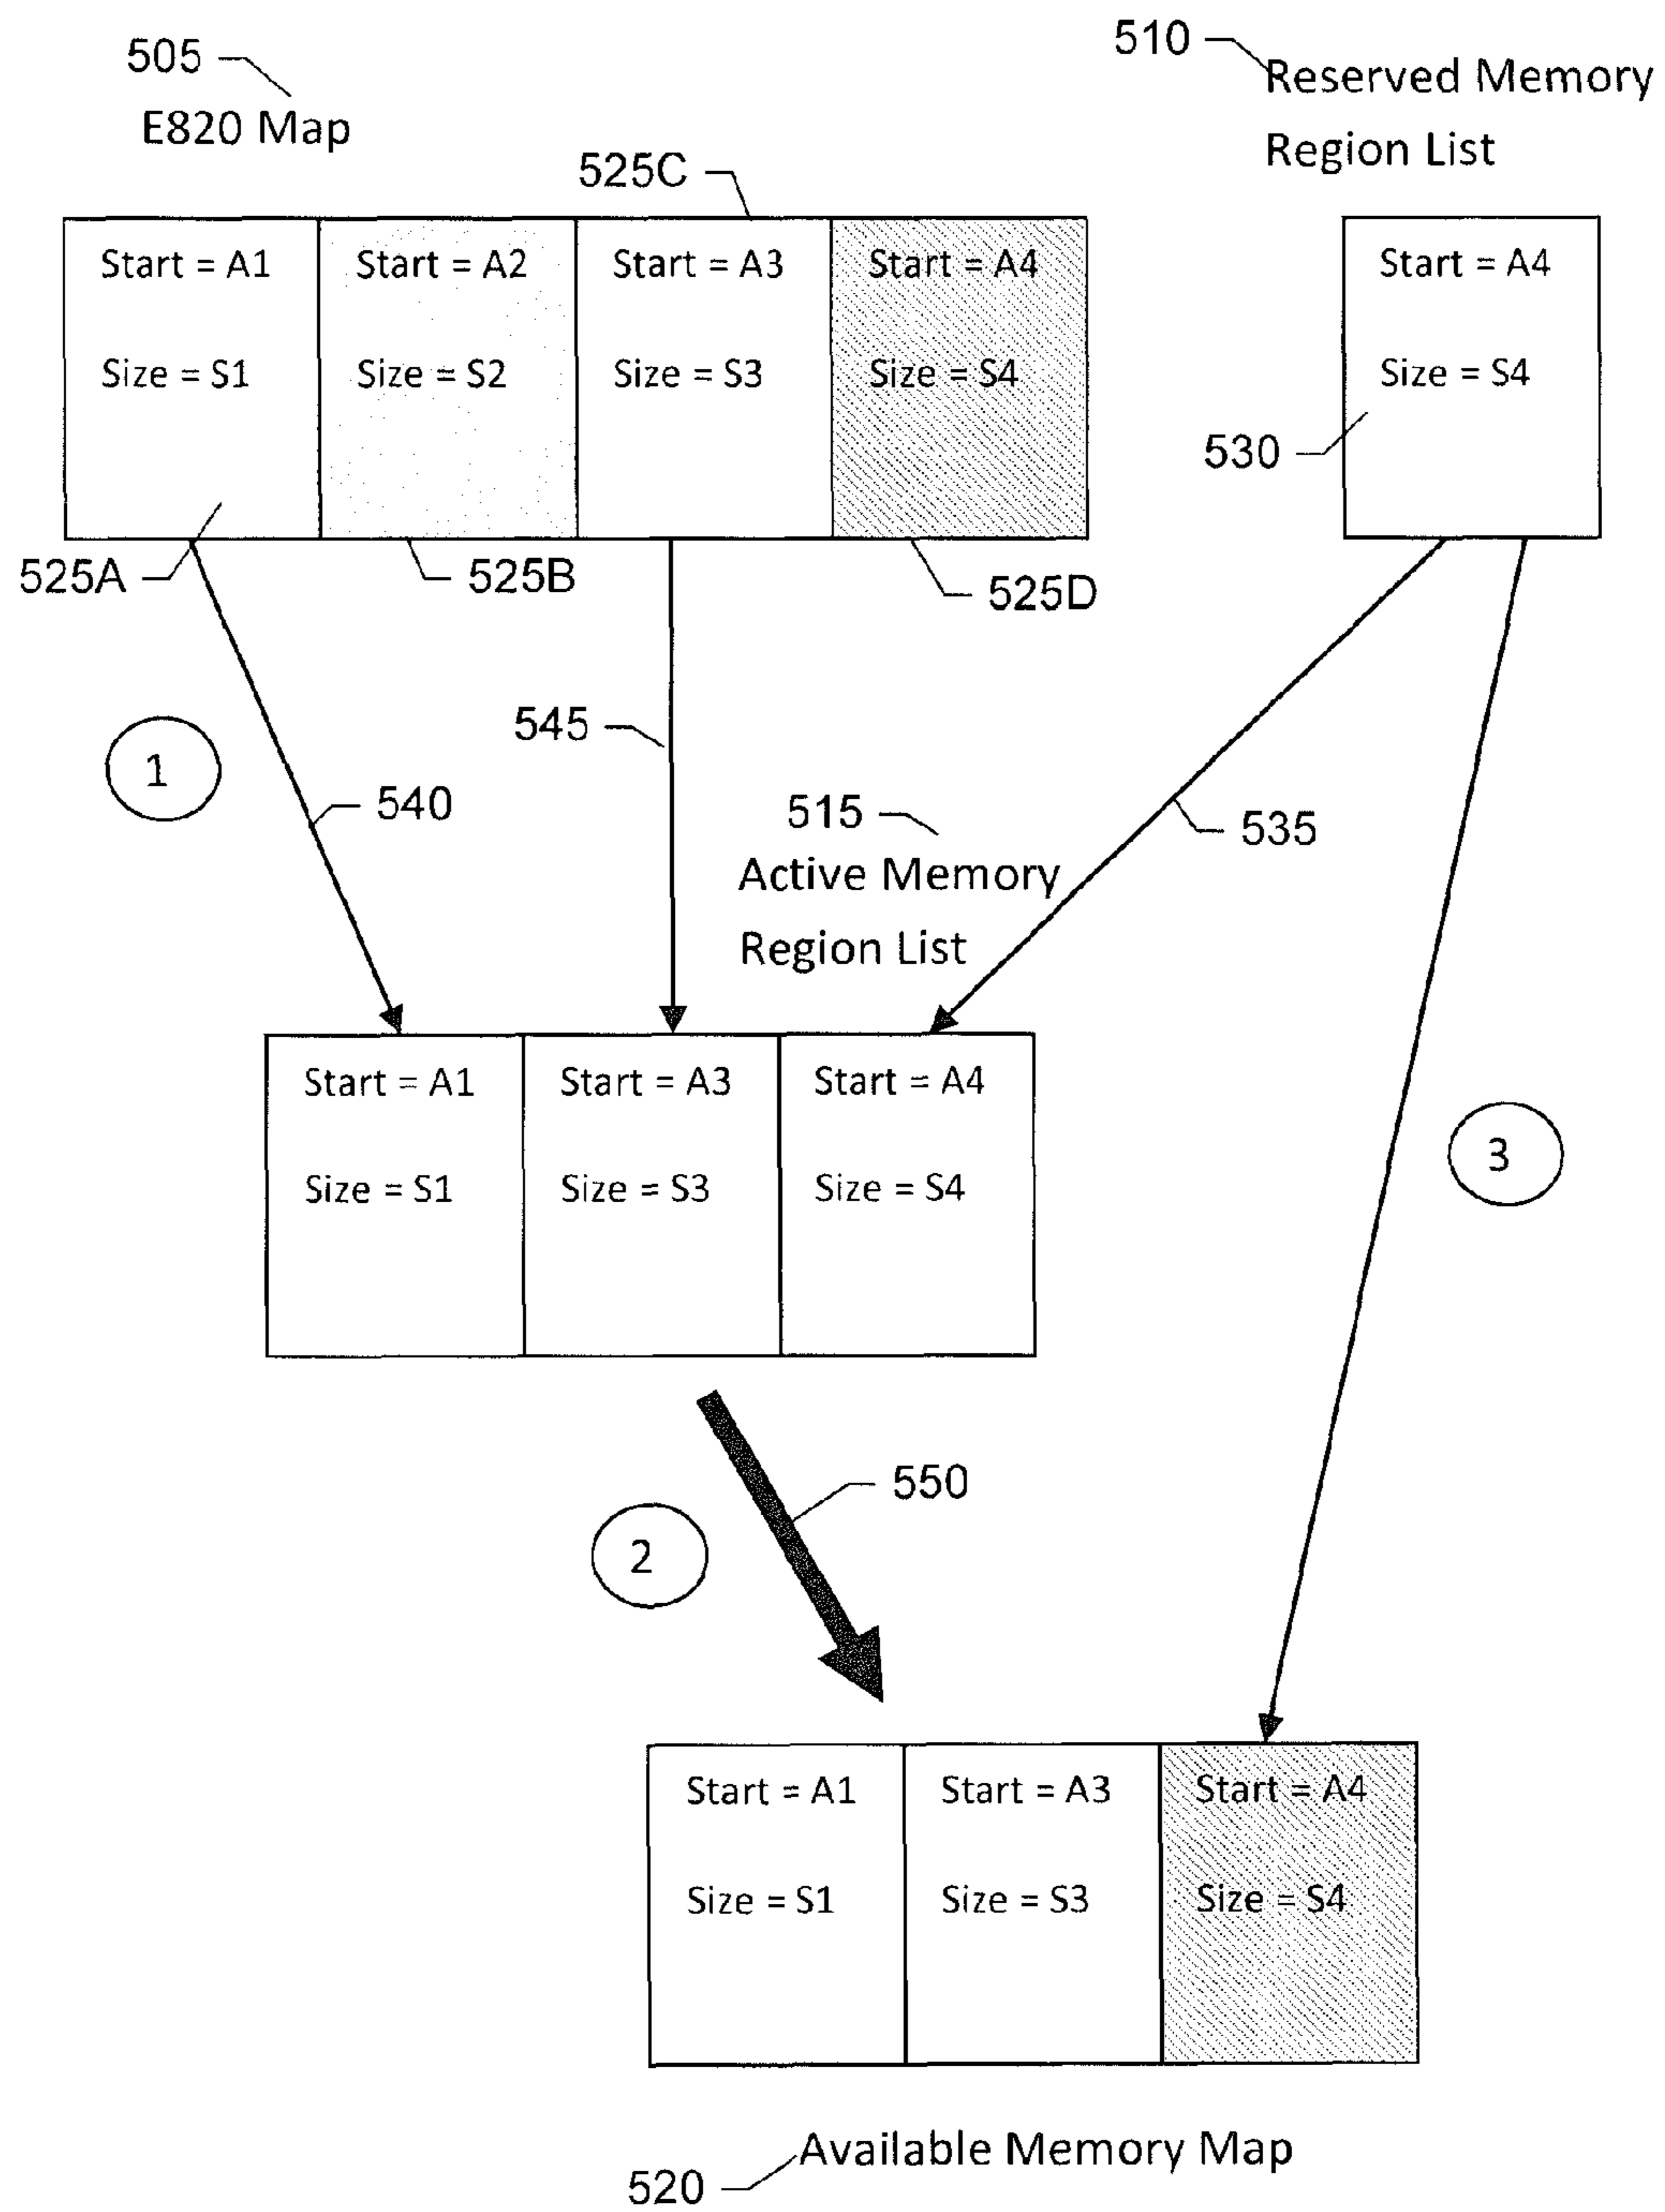 505
E820 Map
510
Reserved Memory
Region List
525C
Start = A1
Size = S1
Start = A2
Size = S2
Start = A3
Size = S3
Start = A4
Size = S4
Start = A4
Size = S4
530
525A
525B
525D
1
540
545
515
Active Memory
Region List
535
Start = A1
Size = S1
Start = A3
Size = S3
Start = A4
Size = S4
3
2
550
Start = A1
Size = S1
Start = A3
Size = S3
Start = A4
Size = S4
Available Memory Map
520